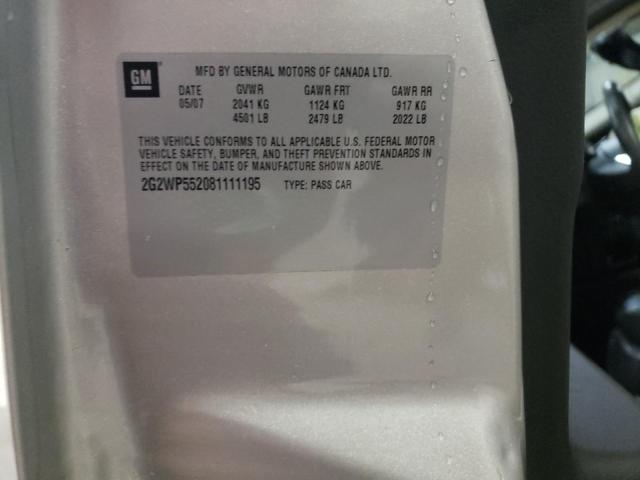 GM
MFD BY GENERAL MOTORS OF CANADA LTD.
DATE GVWR GAWR FRT GAWR RR
05/07 2041 KG 1124 KG 917 KG
4501 LB 2479 LB 2022 LB
THIS VEHICLE CONFORMS TO ALL APPLICABLE U.S. FEDERAL MOTOR
VEHICLE SAFETY, BUMPER, AND THEFT PREVENTION STANDARDS IN
EFFECT ON THE DATE OF MANUFACTURE SHOWN ABOVE.
2G2WP552081111195 TYPE: PASS CAR